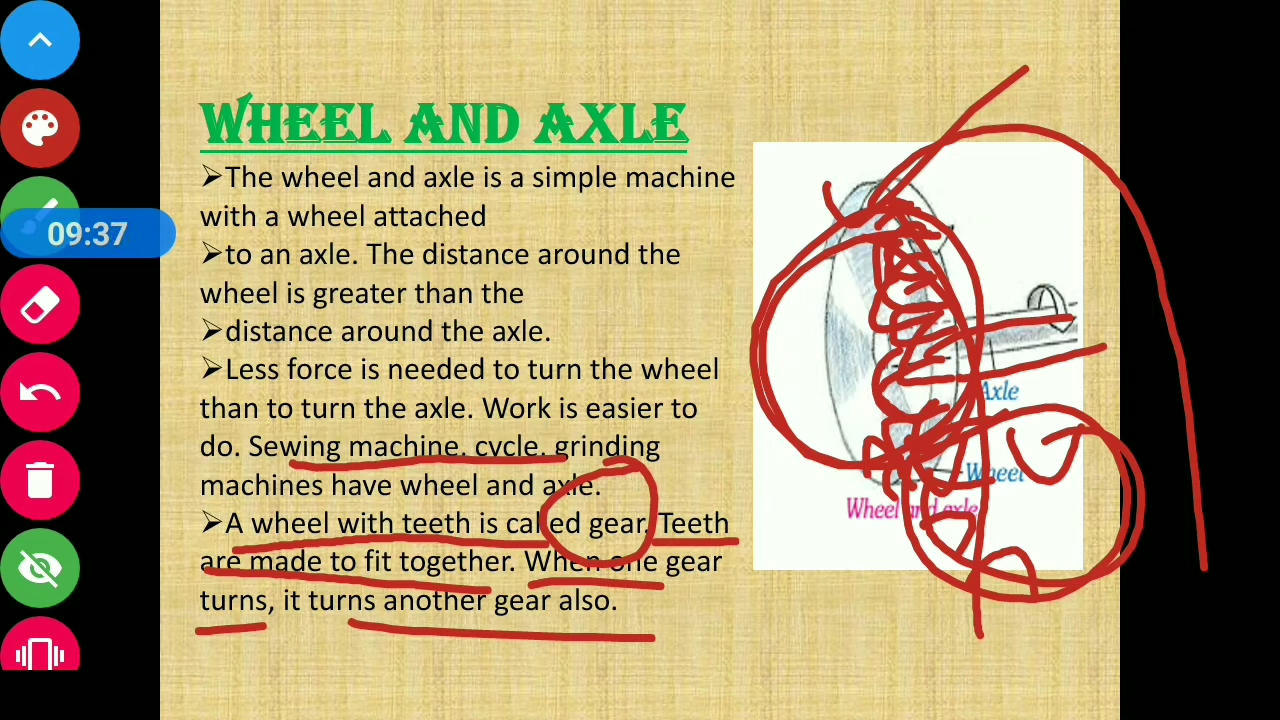 WHEEL AND AXLE
➢The wheel and axle is a simple machine
with a wheel attached
➢to an axle. The distance around the
wheel is greater than the
➢distance around the axle.
➢Less force is needed to turn the wheel
than to turn the axle. Work is easier to
do. Sewing machine, cycle, grinding
machines have wheel and axle.
➢A wheel with teeth is called gear. Teeth
are made to fit together. When one gear
turns, it turns another gear also.
09:37
Axle
Wheel
Wheel and axle